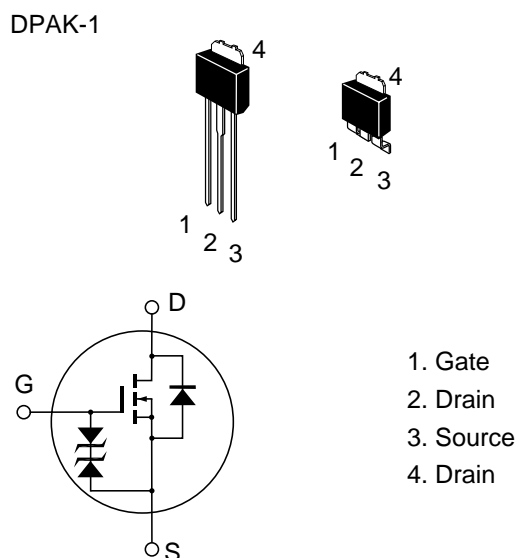 DPAK-1
4
4
1
2
3
1
2
3
D
G
S
1. Gate
2. Drain
3. Source
4. Drain